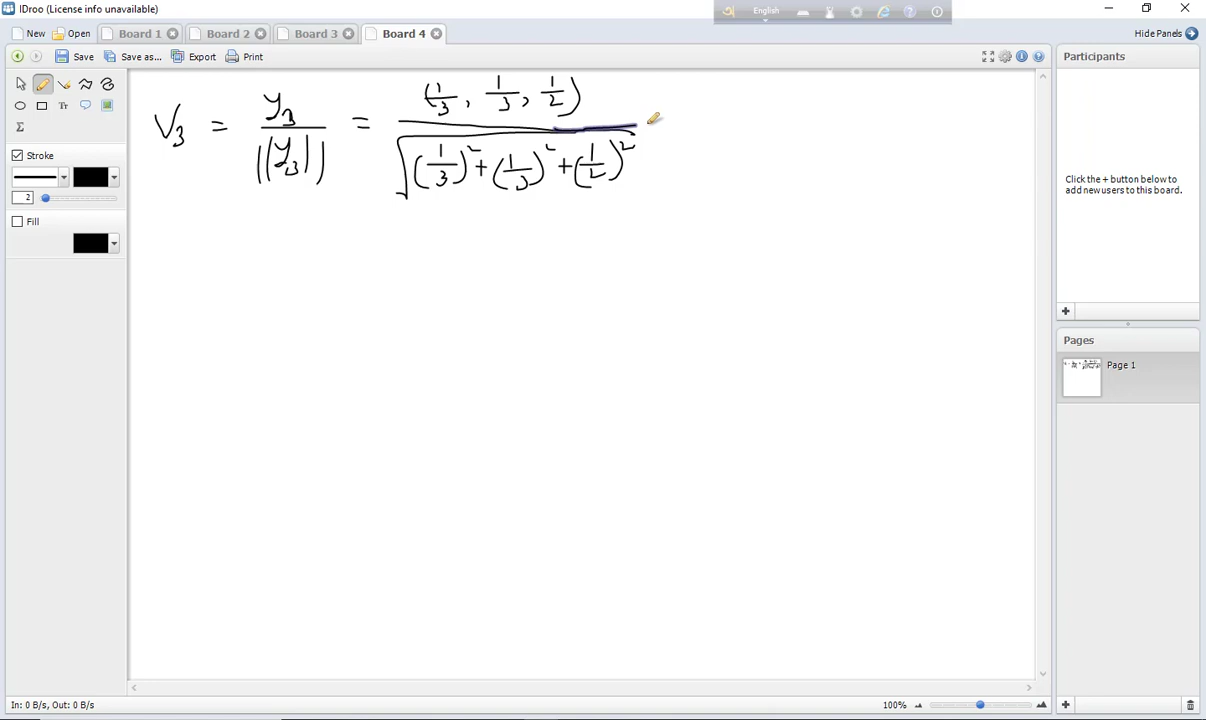 IDroo (License info unavailable)
English
New Open Board 1 Board 2 Board 3 Board 4 Hide Panels
Save Save as... Export Print
Participants
Tr
Σ
Stroke
2
Fill
V₃ = y₃ / ||y₃|| = (1/3, 1/3, 1/2) / √((1/3)² + (1/3)² + (1/2)²)
Click the + button below to
add new users to this board.
Pages
Page 1
In: 0 B/s, Out: 0 B/s 100%